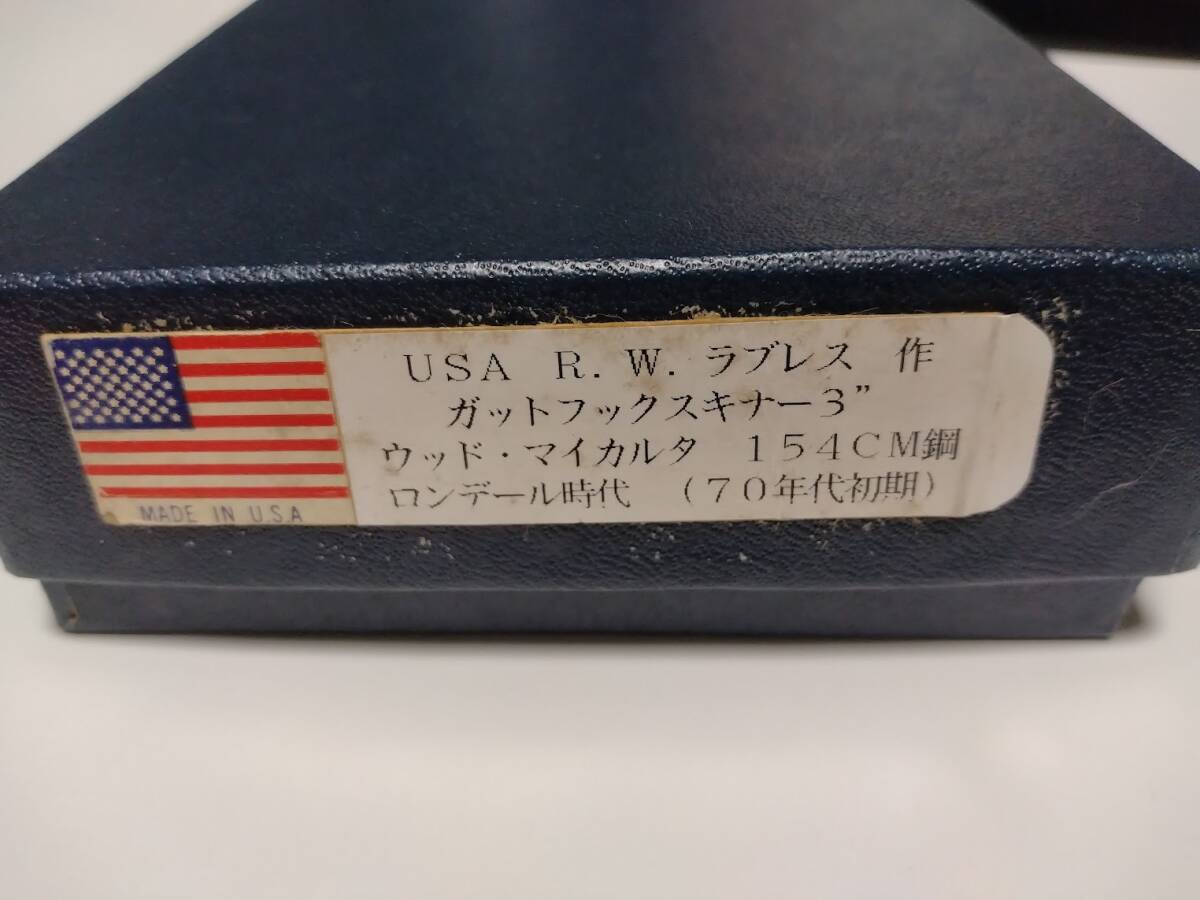 USA R. W. ラブレス 作
ガットフックスキナー3”
ウッド・マイカルタ 154CM鋼
ロンデール時代 (70年代初期)
MADE IN U.S.A